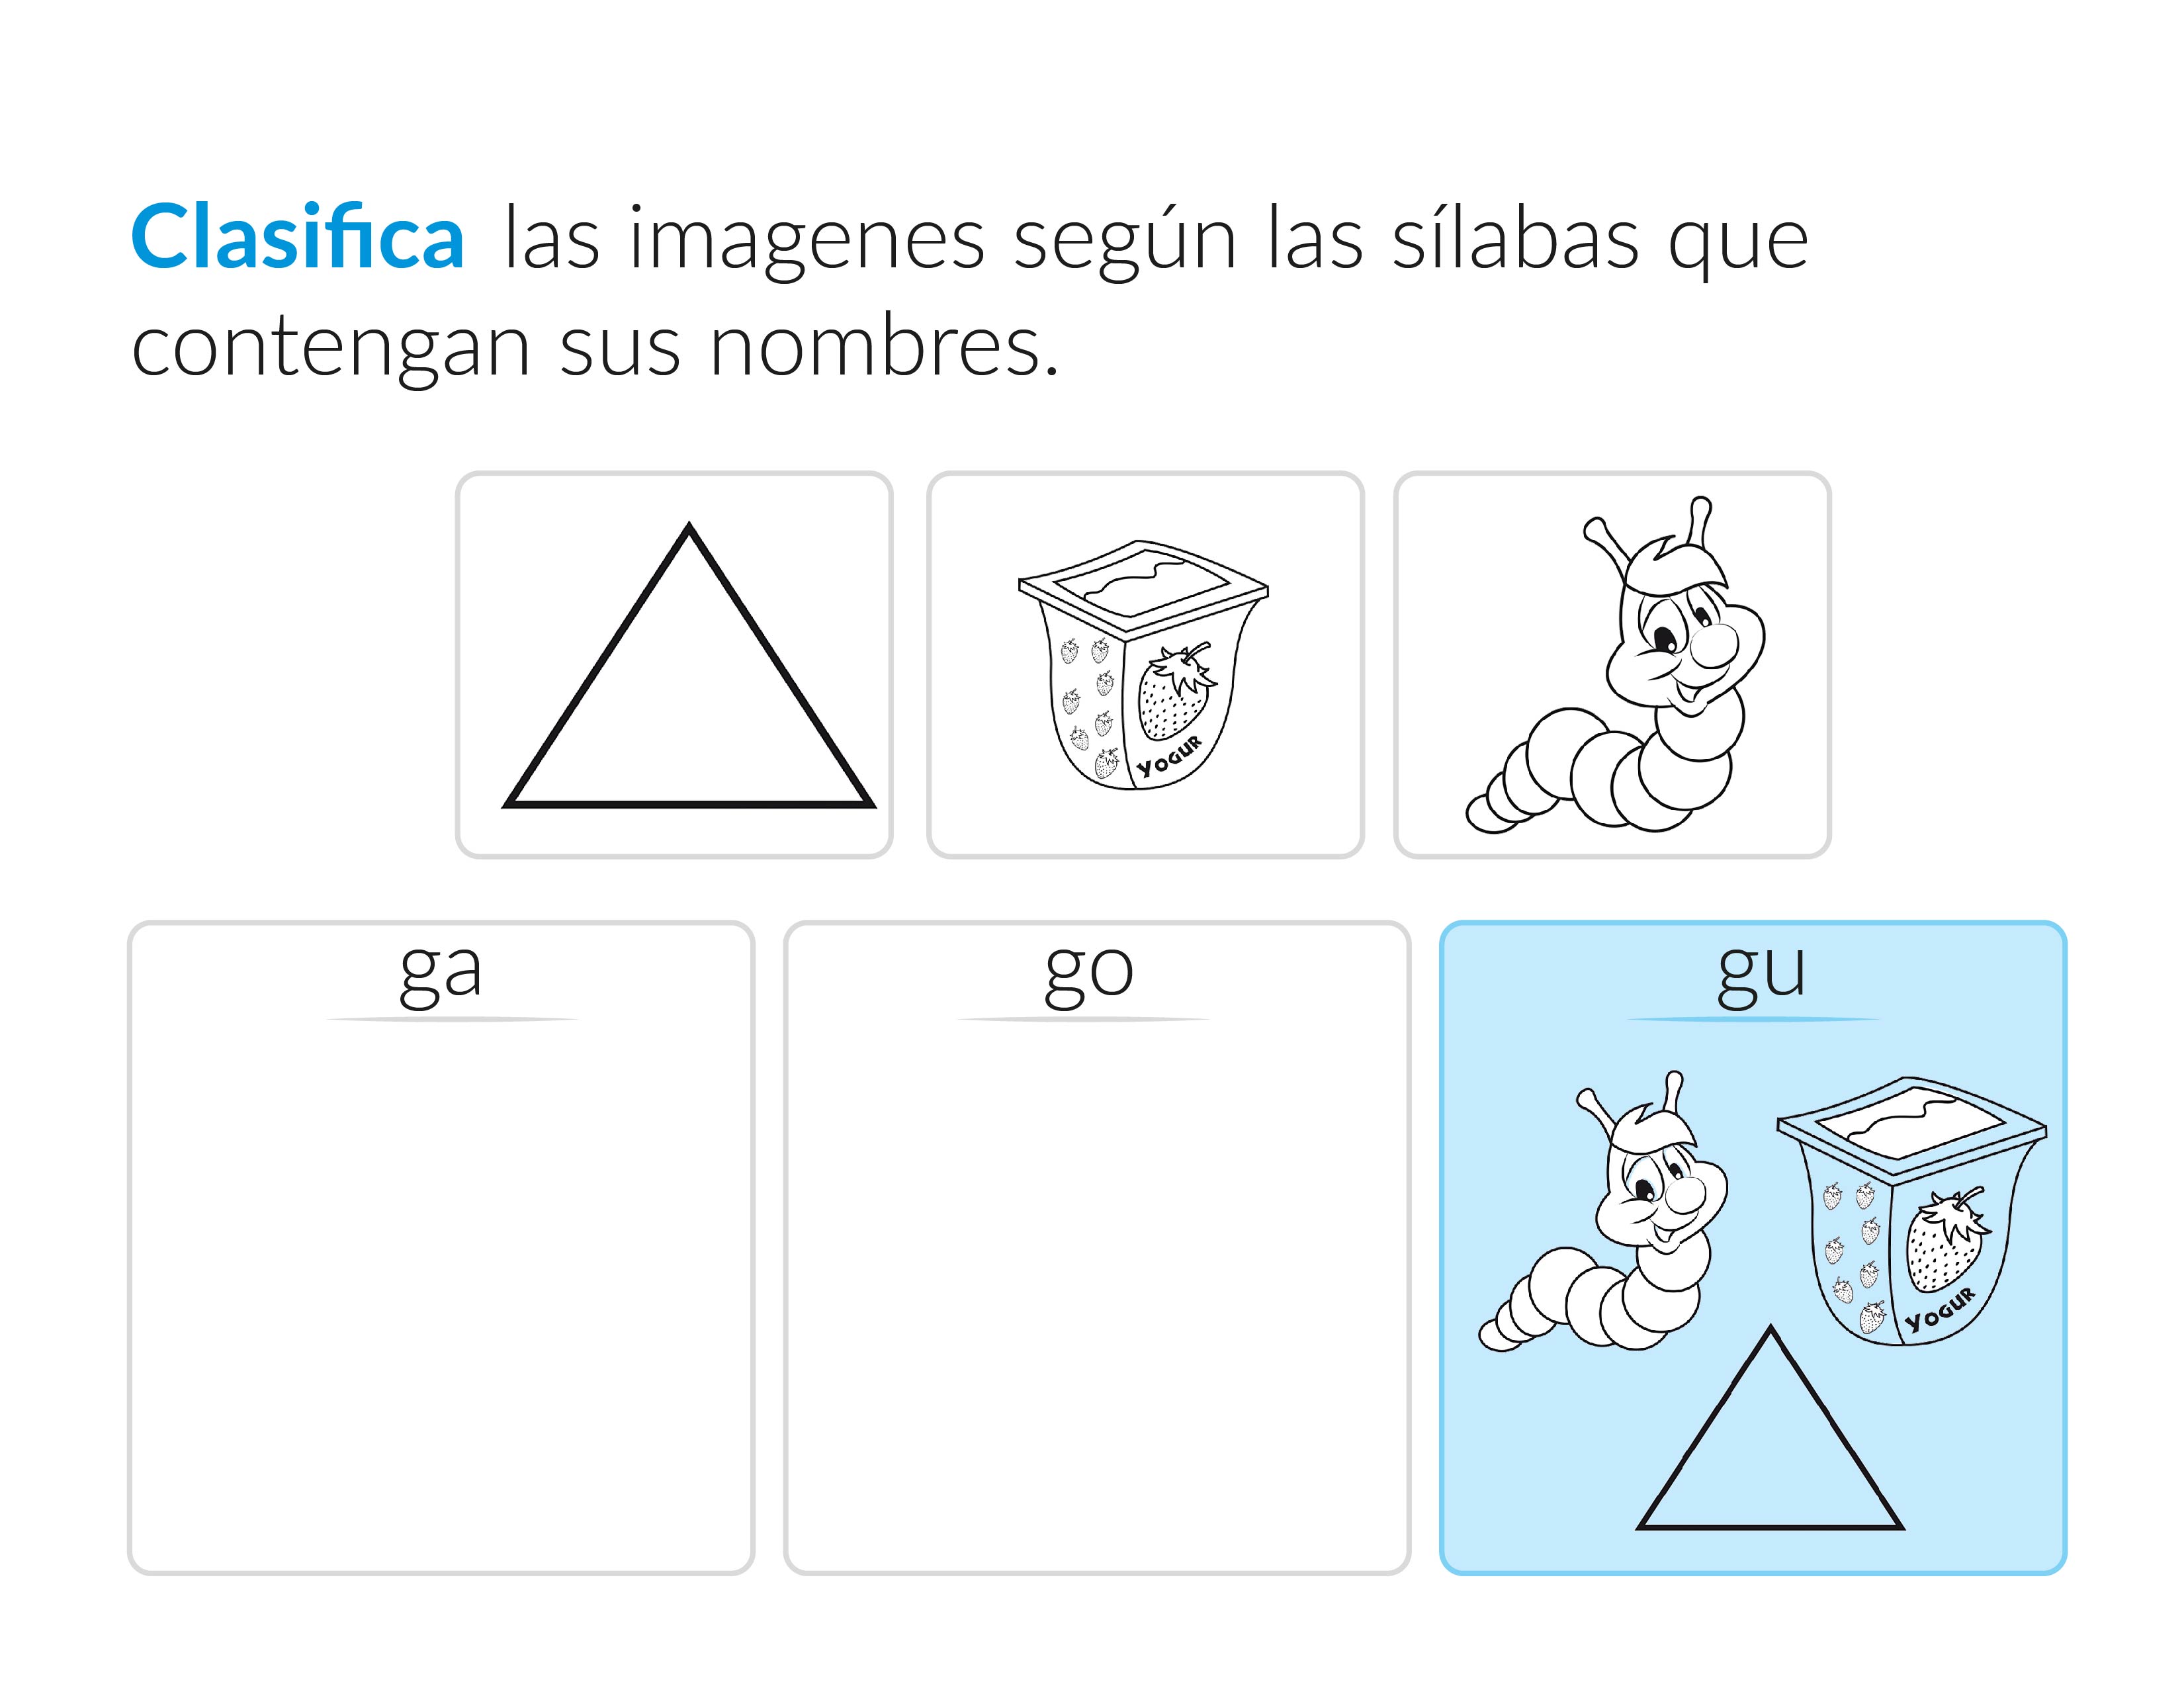 Clasifica las imagenes según las sílabas que
contengan sus nombres.
YOGUR
ga
go
gu
YOGUR